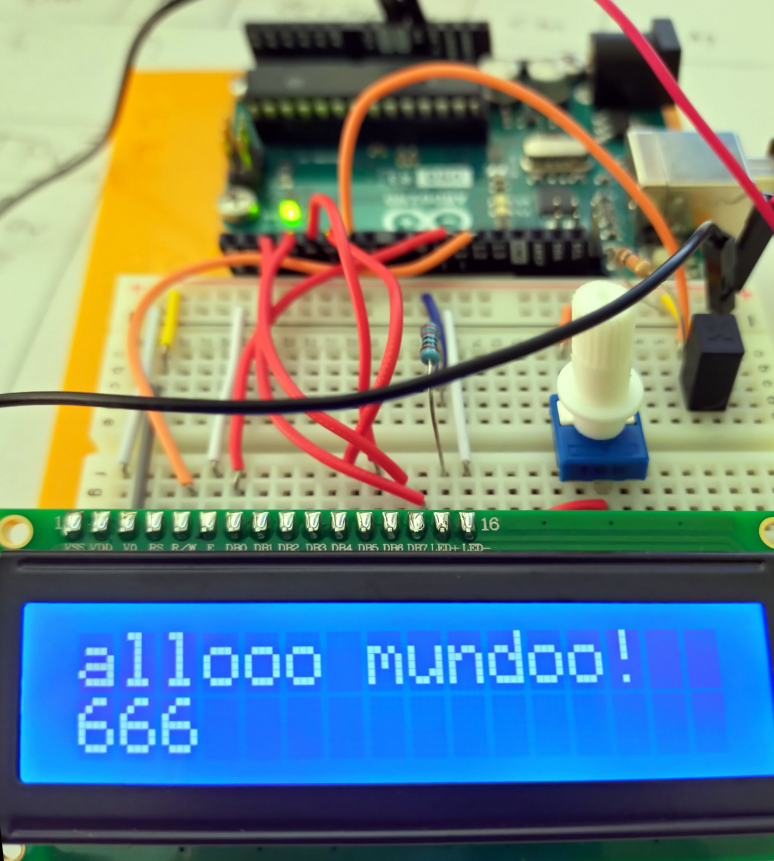 1 16
VSS VDD VO RS R/W E DB0 DB1 DB2 DB3 DB4 DB5 DB6 DB7 LED+ LED-
allooo mundoo!
666